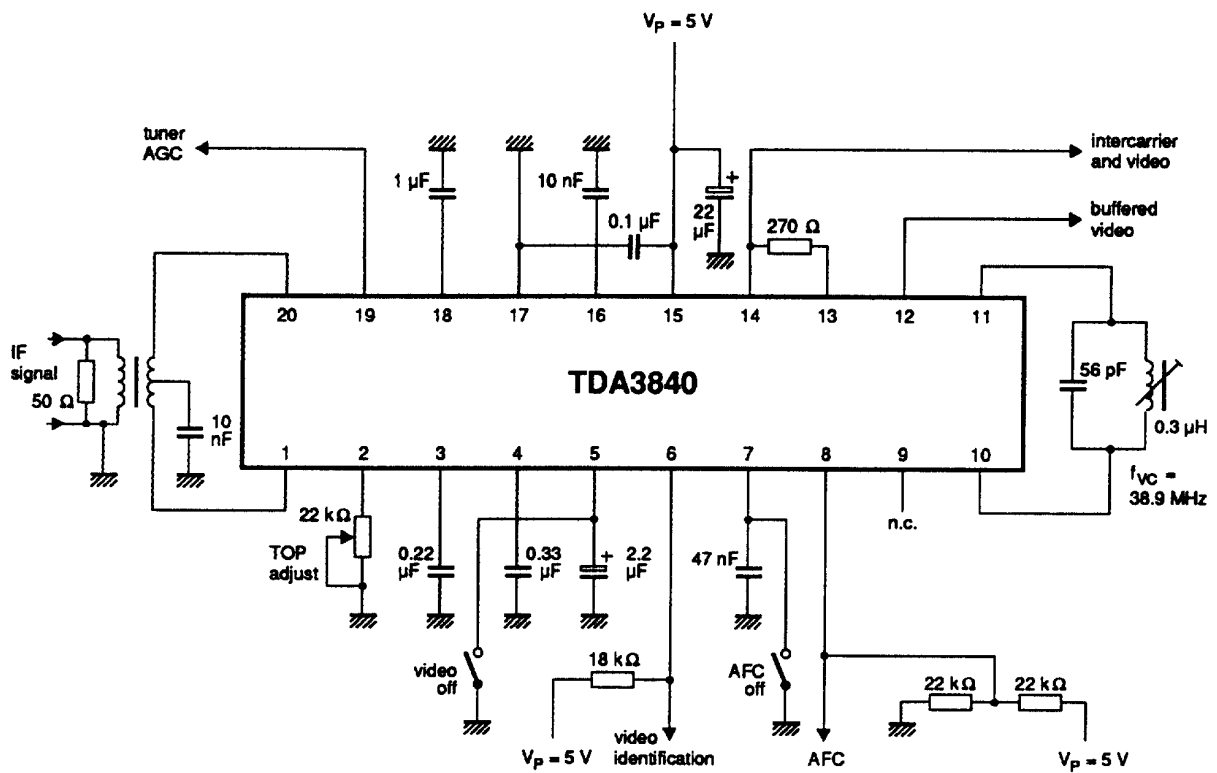 V_P = 5 V
tuner
AGC
1 µF
10 nF
0.1 µF
+
22
µF
270 Ω
intercarrier
and video
buffered
video
20
19
18
17
16
15
14
13
12
11
IF
signal
50 Ω
10
nF
TDA3840
56 pF
0.3 µH
1
2
3
4
5
6
7
8
9
10
f_VC =
38.9 MHz
n.c.
22 kΩ
TOP
adjust
0.22
µF
0.33
µF
+
2.2
µF
47 nF
video
off
18 kΩ
AFC
off
22 kΩ
22 kΩ
V_P = 5 V
video
identification
AFC
V_P = 5 V